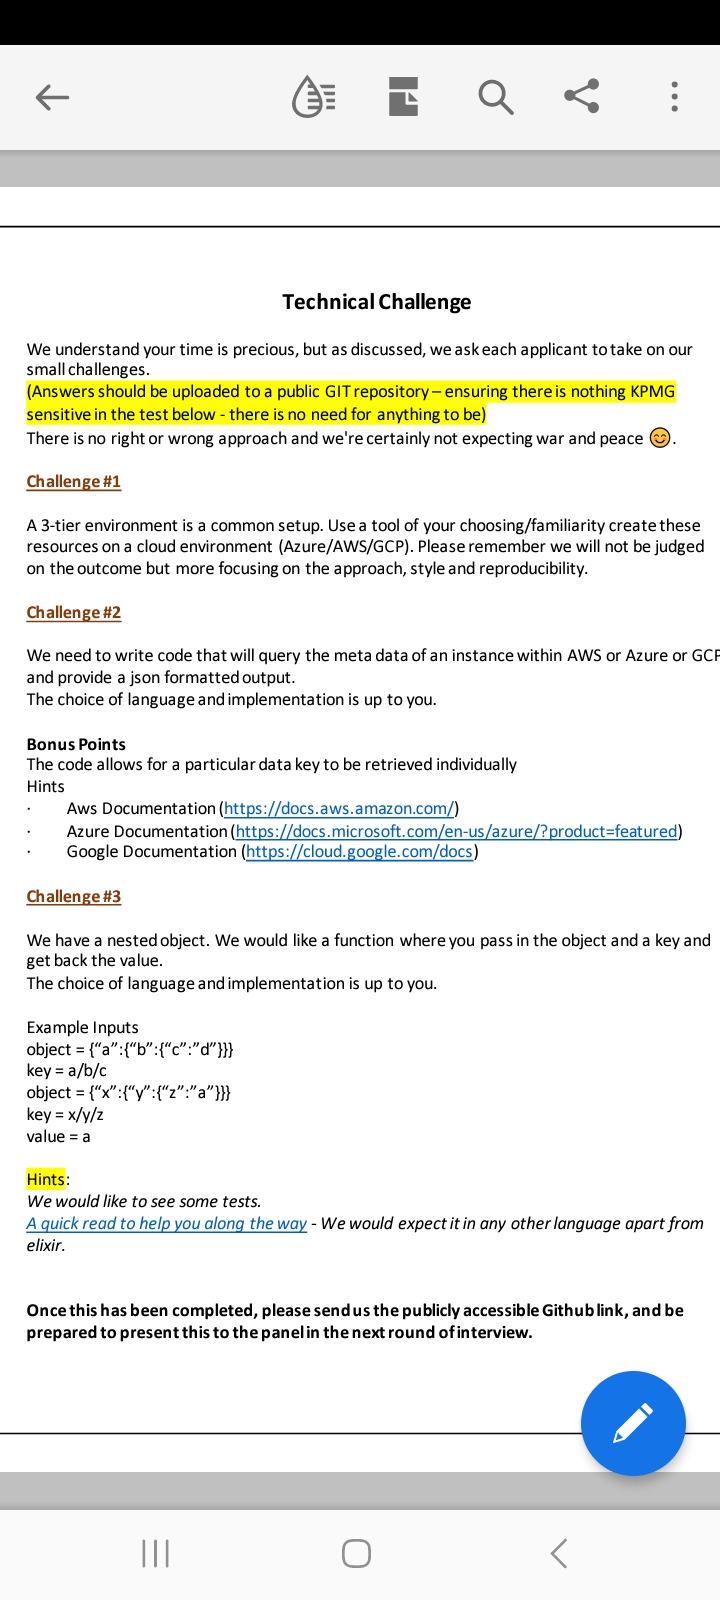 Technical Challenge
We understand your time is precious, but as discussed, we ask each applicant to take on our
small challenges.
(Answers should be uploaded to a public GIT repository – ensuring there is nothing KPMG
sensitive in the test below - there is no need for anything to be)
There is no right or wrong approach and we're certainly not expecting war and peace 😊.
Challenge #1
A 3-tier environment is a common setup. Use a tool of your choosing/familiarity create these
resources on a cloud environment (Azure/AWS/GCP). Please remember we will not be judged
on the outcome but more focusing on the approach, style and reproducibility.
Challenge #2
We need to write code that will query the meta data of an instance within AWS or Azure or GCP
and provide a json formatted output.
The choice of language and implementation is up to you.
Bonus Points
The code allows for a particular data key to be retrieved individually
Hints
· Aws Documentation (https://docs.aws.amazon.com/)
· Azure Documentation (https://docs.microsoft.com/en-us/azure/?product=featured)
· Google Documentation (https://cloud.google.com/docs)
Challenge #3
We have a nested object. We would like a function where you pass in the object and a key and
get back the value.
The choice of language and implementation is up to you.
Example Inputs
object = {“a”:{“b”:{“c”:”d”}}}
key = a/b/c
object = {“x”:{“y”:{“z”:”a”}}}
key = x/y/z
value = a
Hints:
We would like to see some tests.
A quick read to help you along the way - We would expect it in any other language apart from
elixir.
Once this has been completed, please send us the publicly accessible Github link, and be
prepared to present this to the panel in the next round of interview.